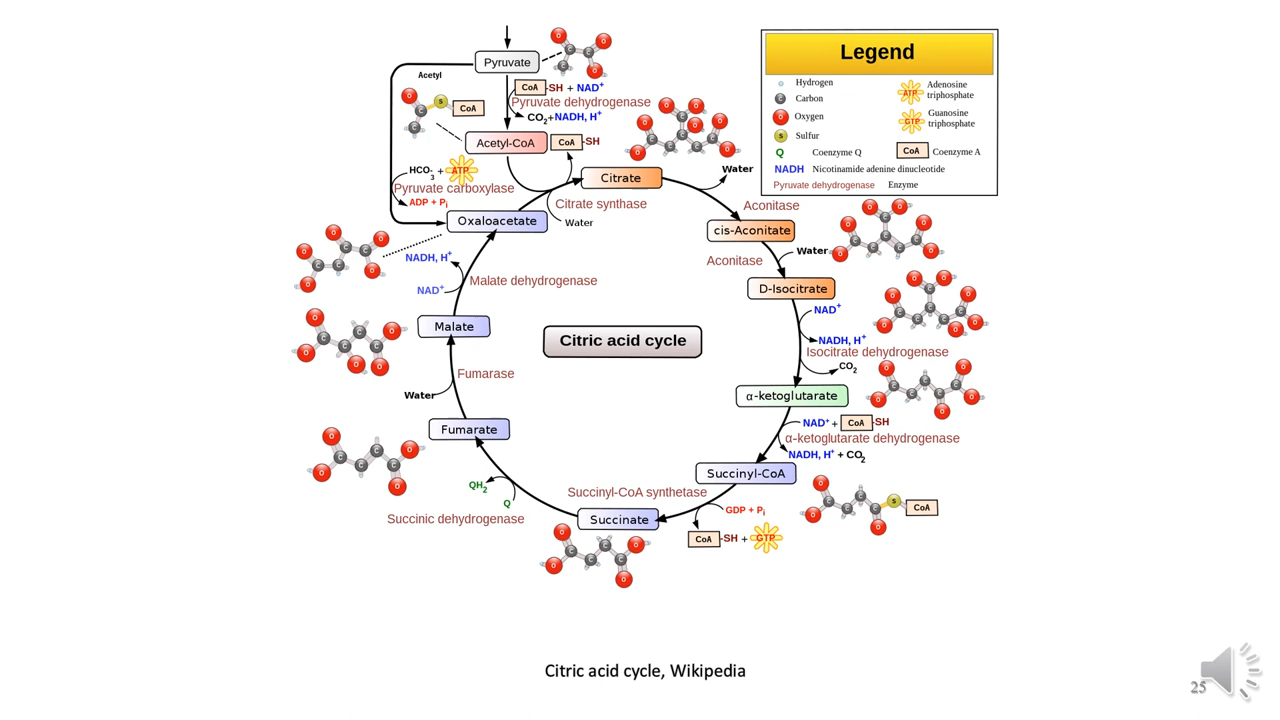 Pyruvate
Acetyl
CoA-SH + NAD+
Pyruvate dehydrogenase
CO2+NADH, H+
S CoA
Acetyl-CoA
CoA-SH
HCO3- + ATP
Pyruvate carboxylase
ADP + Pi
Citrate
Water
Citrate synthase
Water
Oxaloacetate
Aconitase
cis-Aconitate
Aconitase
Water
D-Isocitrate
NAD+
NADH, H+
Isocitrate dehydrogenase
CO2
α-ketoglutarate
NAD+ + CoA-SH
α-ketoglutarate dehydrogenase
NADH, H+ + CO2
Succinyl-CoA
S CoA
Succinyl-CoA synthetase
GDP + Pi
CoA-SH + GTP
Succinate
QH2
Q
Succinic dehydrogenase
Fumarate
Water
Fumarase
Malate
NADH, H+
NAD+
Malate dehydrogenase
Citric acid cycle
Legend
Hydrogen
C Carbon
O Oxygen
S Sulfur
Q Coenzyme Q
NADH Nicotinamide adenine dinucleotide
Pyruvate dehydrogenase Enzyme
ATP Adenosine
triphosphate
GTP Guanosine
triphosphate
CoA Coenzyme A
Citric acid cycle, Wikipedia
25